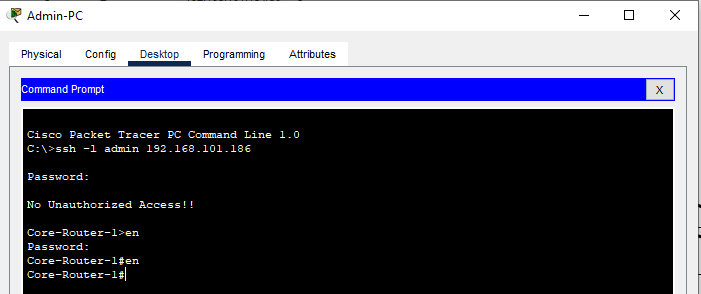 Admin-PC
Physical Config Desktop Programming Attributes
Command Prompt X
Cisco Packet Tracer PC Command Line 1.0
C:\>ssh -l admin 192.168.101.186
Password:
No Unauthorized Access!!
Core-Router-1>en
Password:
Core-Router-1#en
Core-Router-1#